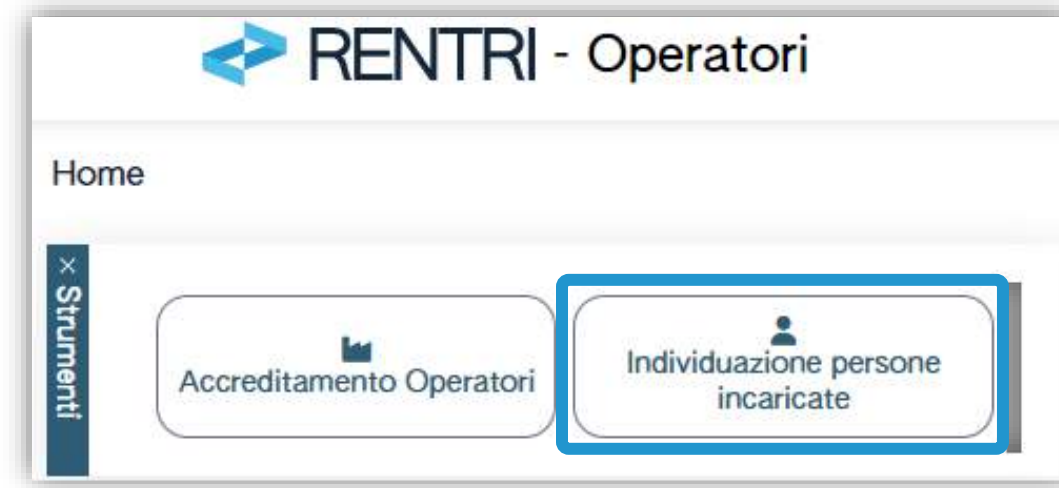 RENTRI - Operatori
Home
× Strumenti
Accreditamento Operatori
Individuazione persone
incaricate